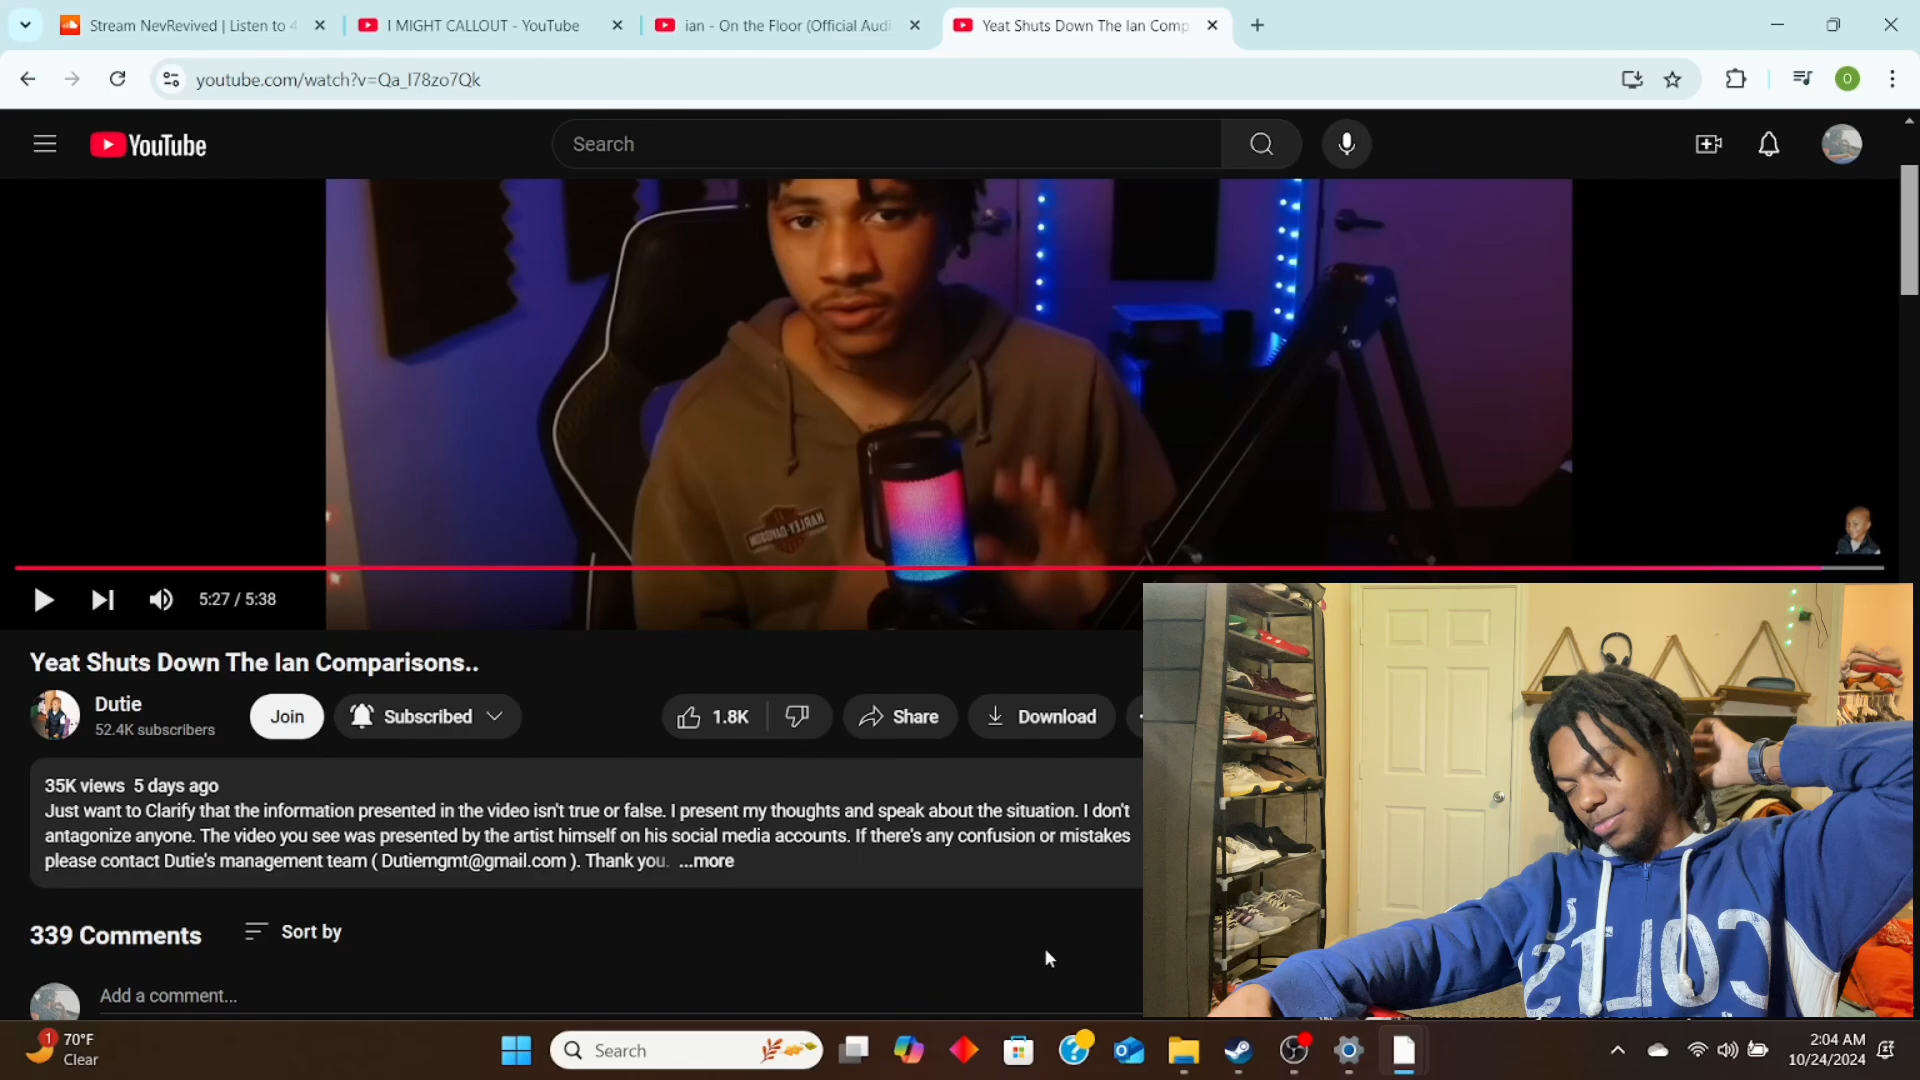 Stream NevRevived | Listen to 4
I MIGHT CALLOUT - YouTube
ian - On the Floor (Official Audi
Yeat Shuts Down The Ian Comp
youtube.com/watch?v=Qa_I78zo7Qk
O
YouTube
Search
HARLEY-DAVIDSON
5:27 / 5:38
Yeat Shuts Down The Ian Comparisons..
Dutie
52.4K subscribers
Join
Subscribed
1.8K
Share
Download
35K views 5 days ago
Just want to Clarify that the information presented in the video isn't true or false. I present my thoughts and speak about the situation. I don't
antagonize anyone. The video you see was presented by the artist himself on his social media accounts. If there's any confusion or mistakes
please contact Dutie's management team ( Dutiemgmt@gmail.com ). Thank you. ...more
COLTS
339 Comments
Sort by
Add a comment...
1
70°F
Clear
Search
2:04 AM
10/24/2024